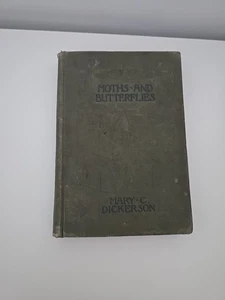 MOTHS·AND
BUTTERFLIES
MARY·C·
DICKERSON